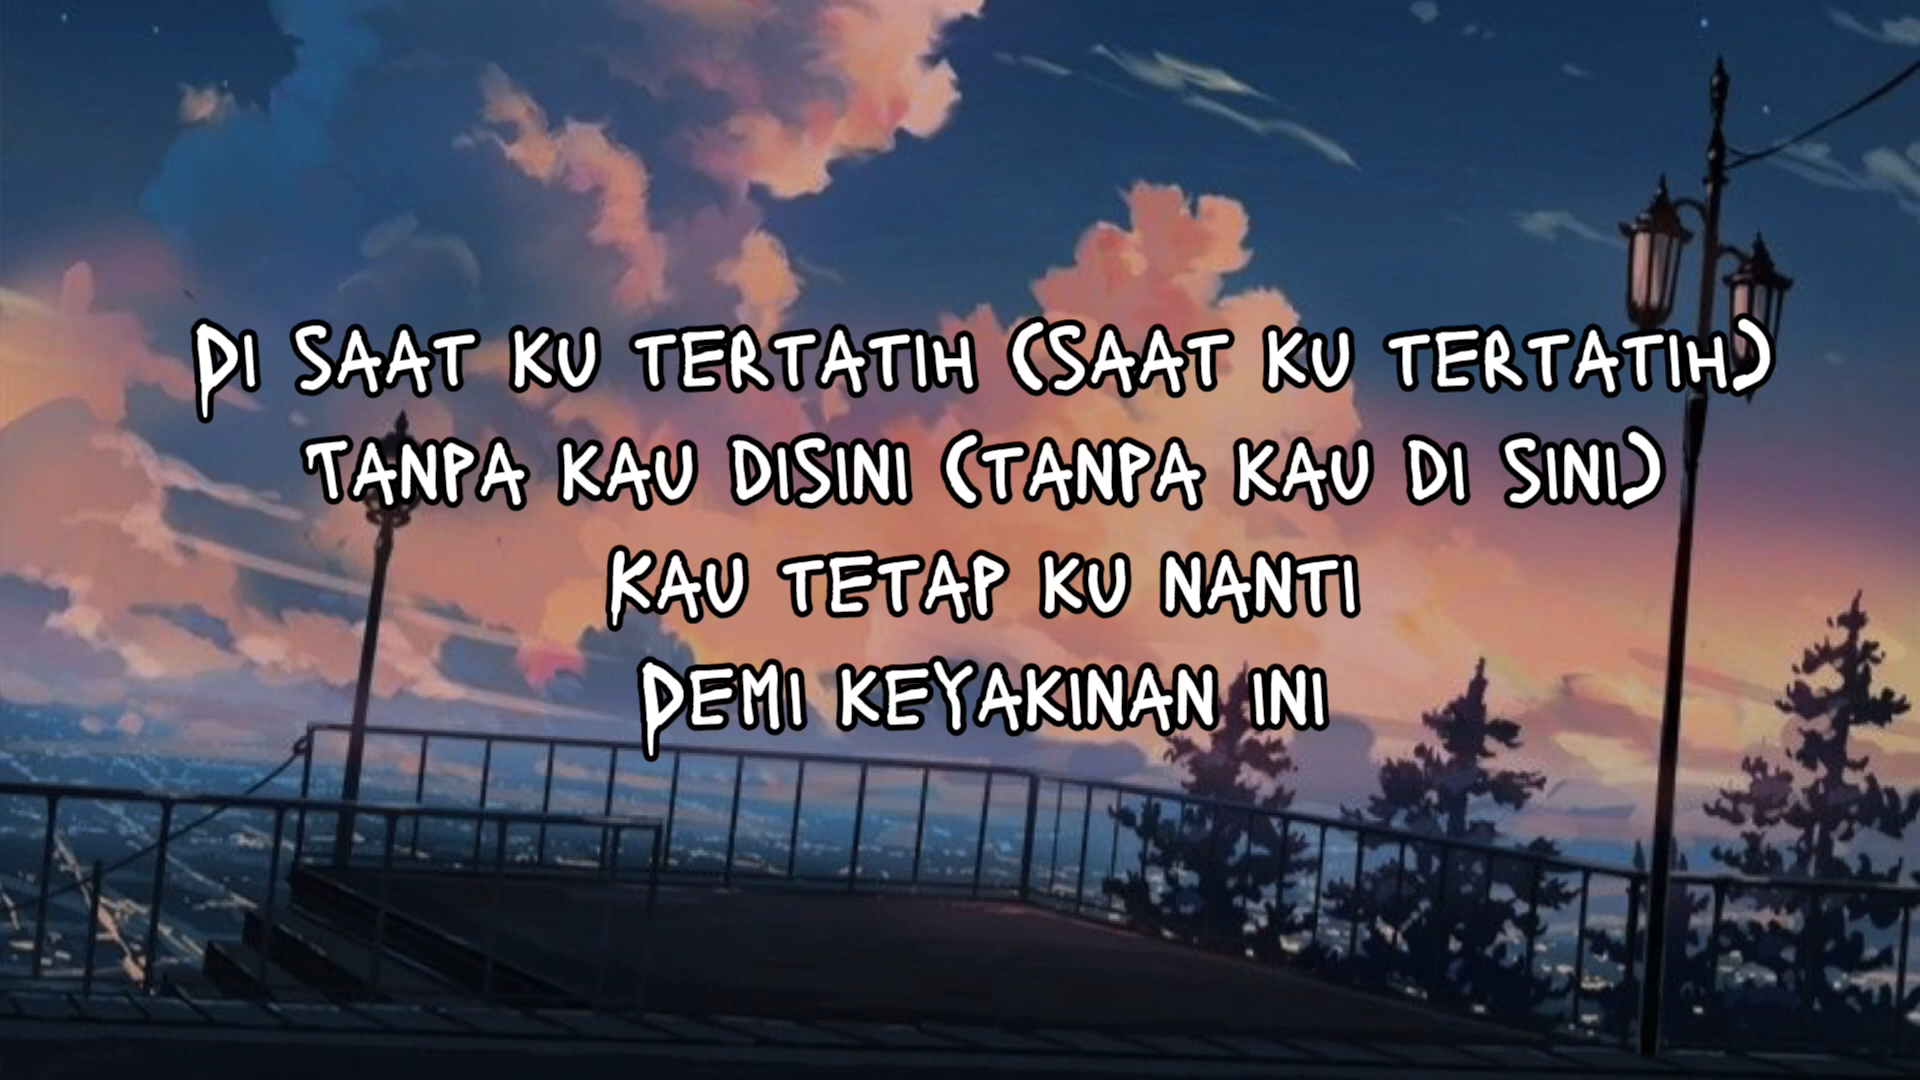 Di saat ku tertatih (saat ku tertatih)
Tanpa kau disini (tanpa kau di sini)
Kau tetap ku nanti
Demi keyakinan ini